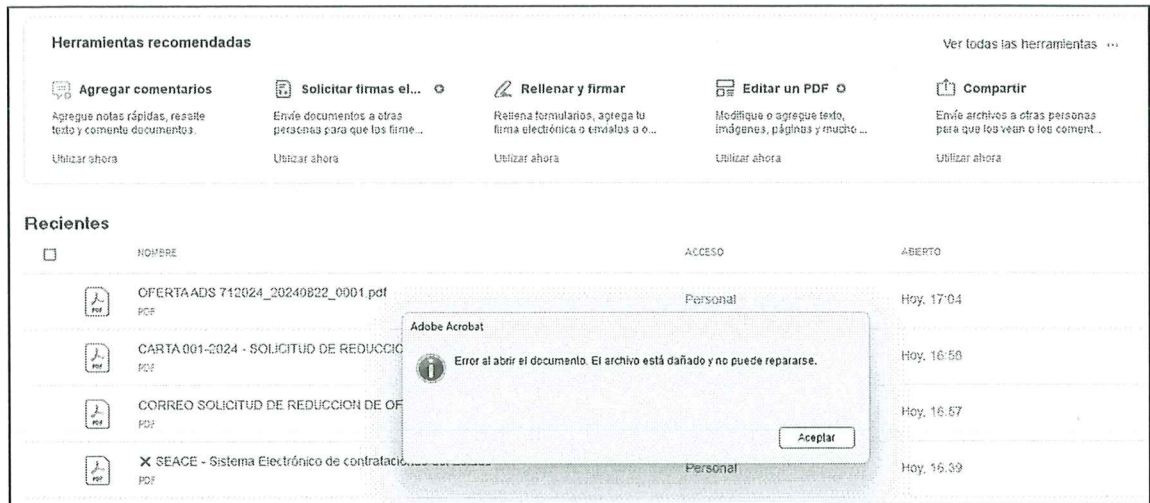 Herramientas recomendadas
Ver todas las herramientas ...
Agregar comentarios
Agregue notas rápidas, resalte
texto y comente documentos.
Utilizar ahora
Solicitar firmas el...
Envíe documentos a otras
personas para que los firme...
Utilizar ahora
Rellenar y firmar
Rellena formularios, agrega tu
firma electrónica o envíalos a o...
Utilizar ahora
Editar un PDF
Modifique o agregue texto,
imágenes, páginas y mucho ...
Utilizar ahora
Compartir
Envíe archivos a otras personas
para que los vean o los coment...
Utilizar ahora
Recientes
NOMBRE ACCESO ABIERTO
OFERTA ADS 712024_20240822_0001.pdf Personal Hoy, 17:04
PDF
CARTA 001-2024 - SOLICITUD DE REDUCCIO Hoy, 16:58
PDF
CORREO SOLICITUD DE REDUCCION DE OF Hoy, 16:57
PDF
X SEACE - Sistema Electrónico de contratacio Personal Hoy, 16:39
PDF
Adobe Acrobat
Error al abrir el documento. El archivo está dañado y no puede repararse.
Aceptar